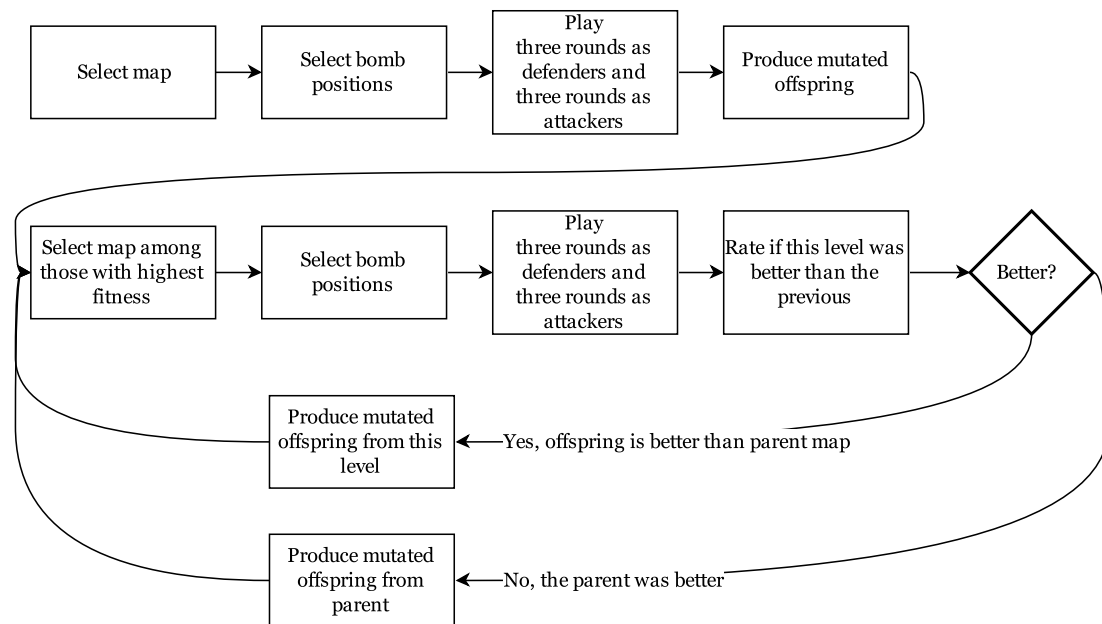 Select map
Select bomb
positions
Play
three rounds as
defenders and
three rounds as
attackers
Produce mutated
offspring
Select map among
those with highest
fitness
Select bomb
positions
Play
three rounds as
defenders and
three rounds as
attackers
Rate if this level was
better than the
previous
Better?
Produce mutated
offspring from this
level
Yes, offspring is better than parent map
Produce mutated
offspring from
parent
No, the parent was better